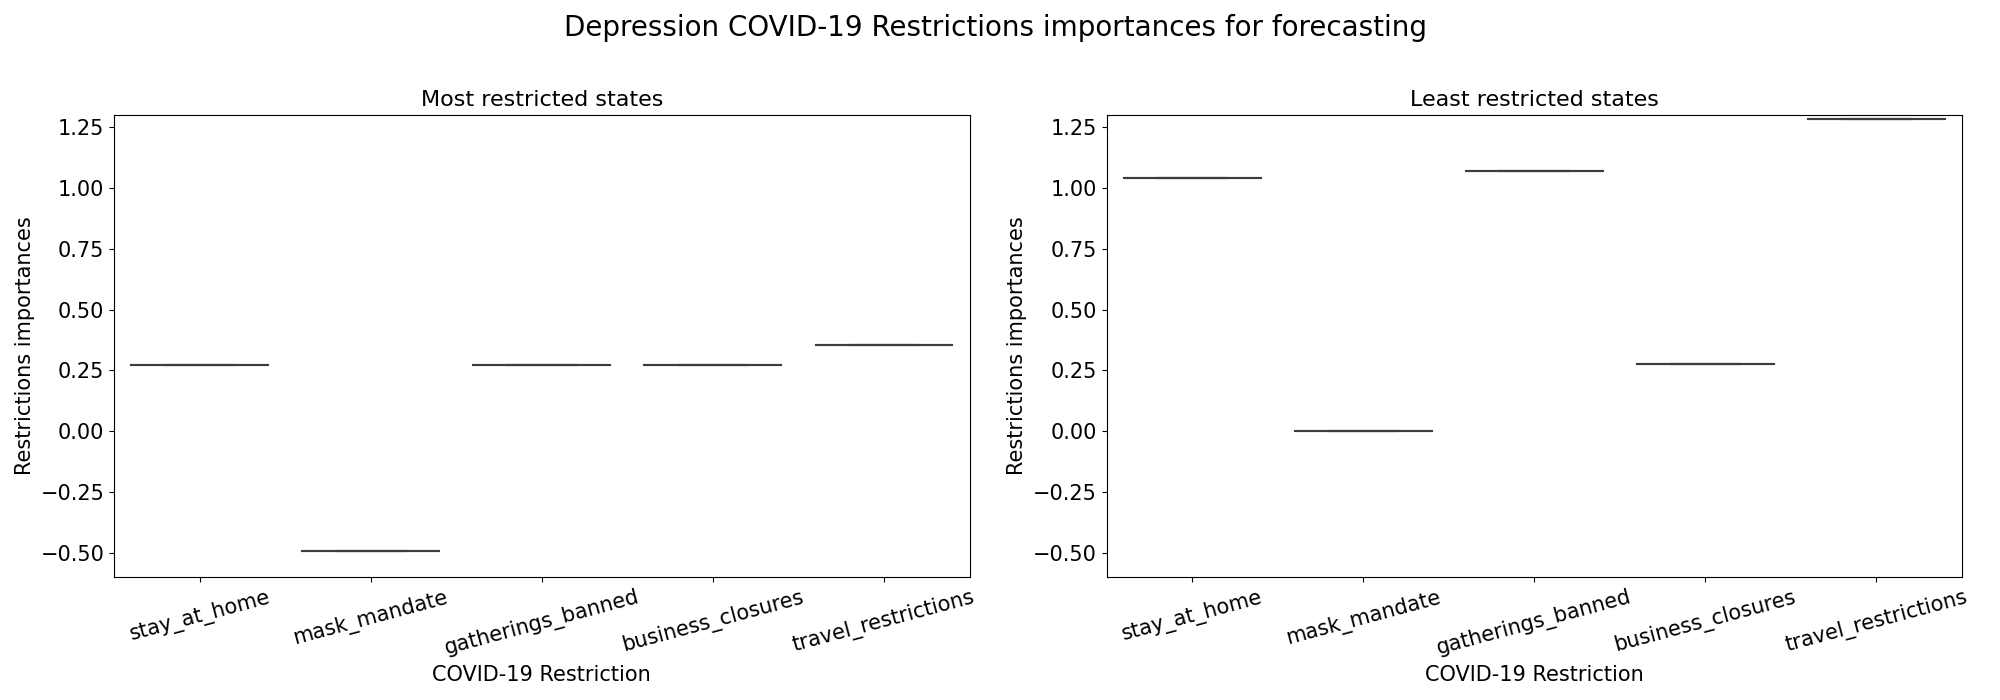 Depression COVID-19 Restrictions importances for forecasting
Most restricted states
1.25
1.00
0.75
0.50
0.25
0.00
−0.25
−0.50
Restrictions importances
stay_at_home
mask_mandate
gatherings_banned
business_closures
travel_restrictions
COVID-19 Restriction
Least restricted states
1.25
1.00
0.75
0.50
0.25
0.00
−0.25
−0.50
Restrictions importances
stay_at_home
mask_mandate
gatherings_banned
business_closures
travel_restrictions
COVID-19 Restriction